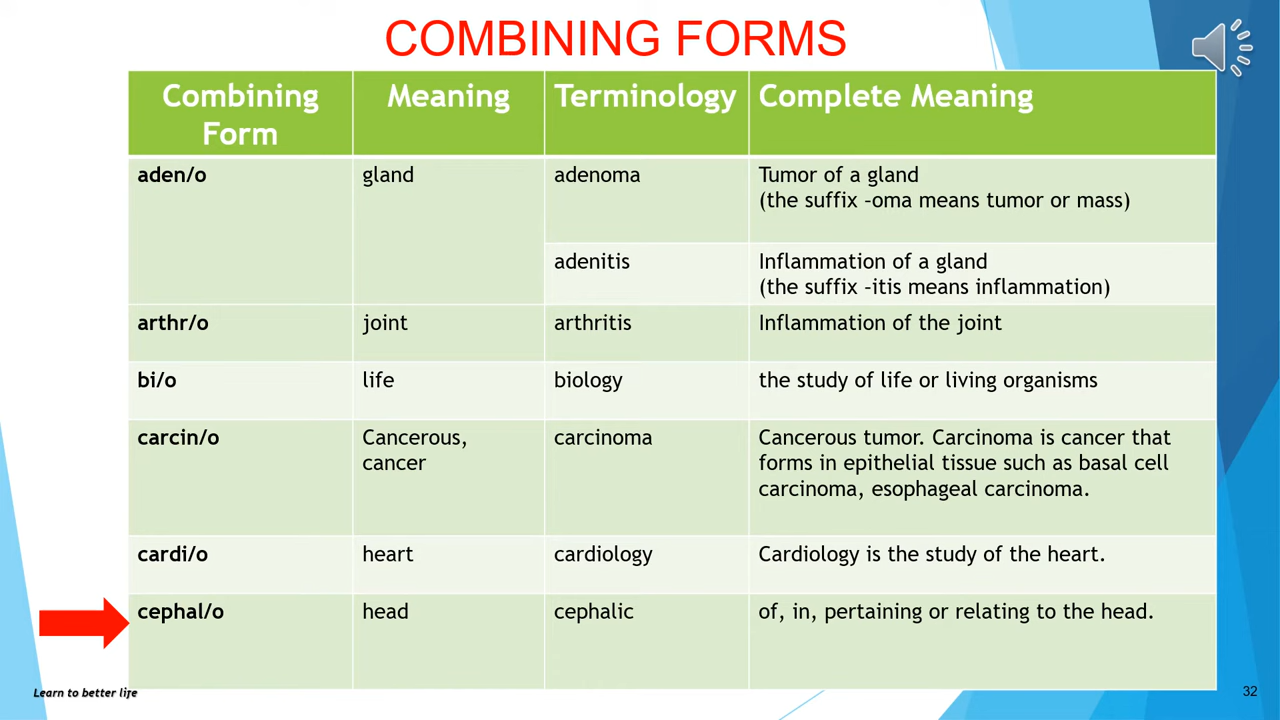 COMBINING FORMS
Combining Form Meaning Terminology Complete Meaning
aden/o gland adenoma Tumor of a gland
(the suffix –oma means tumor or mass)
adenitis Inflammation of a gland
(the suffix –itis means inflammation)
arthr/o joint arthritis Inflammation of the joint
bi/o life biology the study of life or living organisms
carcin/o Cancerous, cancer carcinoma Cancerous tumor. Carcinoma is cancer that
forms in epithelial tissue such as basal cell
carcinoma, esophageal carcinoma.
cardi/o heart cardiology Cardiology is the study of the heart.
cephal/o head cephalic of, in, pertaining or relating to the head.
Learn to better life
32